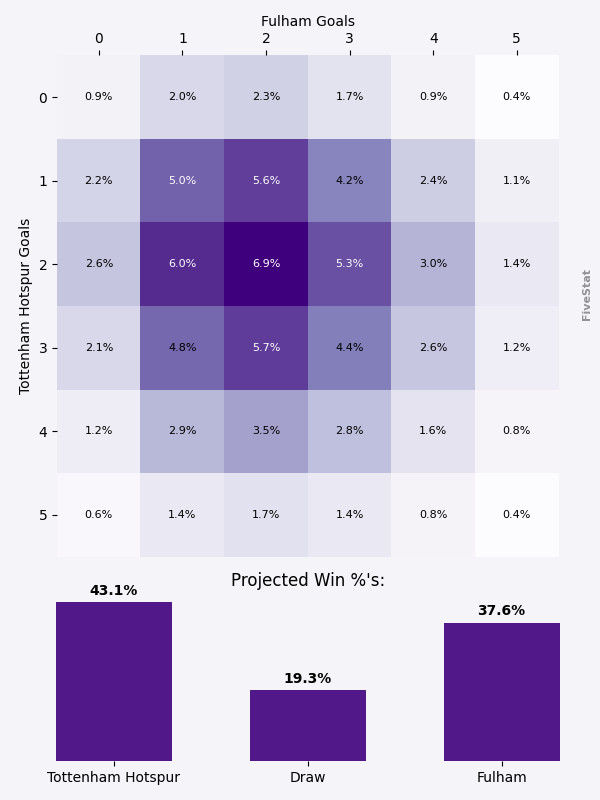 Fulham Goals
0 1 2 3 4 5
Tottenham Hotspur Goals
0 0.9% 2.0% 2.3% 1.7% 0.9% 0.4%
1 2.2% 5.0% 5.6% 4.2% 2.4% 1.1%
2 2.6% 6.0% 6.9% 5.3% 3.0% 1.4%
3 2.1% 4.8% 5.7% 4.4% 2.6% 1.2%
4 1.2% 2.9% 3.5% 2.8% 1.6% 0.8%
5 0.6% 1.4% 1.7% 1.4% 0.8% 0.4%
FiveStat
Projected Win %'s:
43.1% 19.3% 37.6%
Tottenham Hotspur Draw Fulham